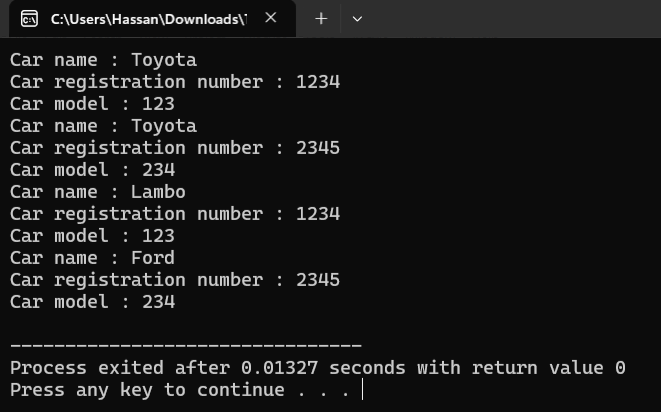 C:\Users\Hassan\Downloads\
Car name : Toyota
Car registration number : 1234
Car model : 123
Car name : Toyota
Car registration number : 2345
Car model : 234
Car name : Lambo
Car registration number : 1234
Car model : 123
Car name : Ford
Car registration number : 2345
Car model : 234
--------------------------------
Process exited after 0.01327 seconds with return value 0
Press any key to continue . . .